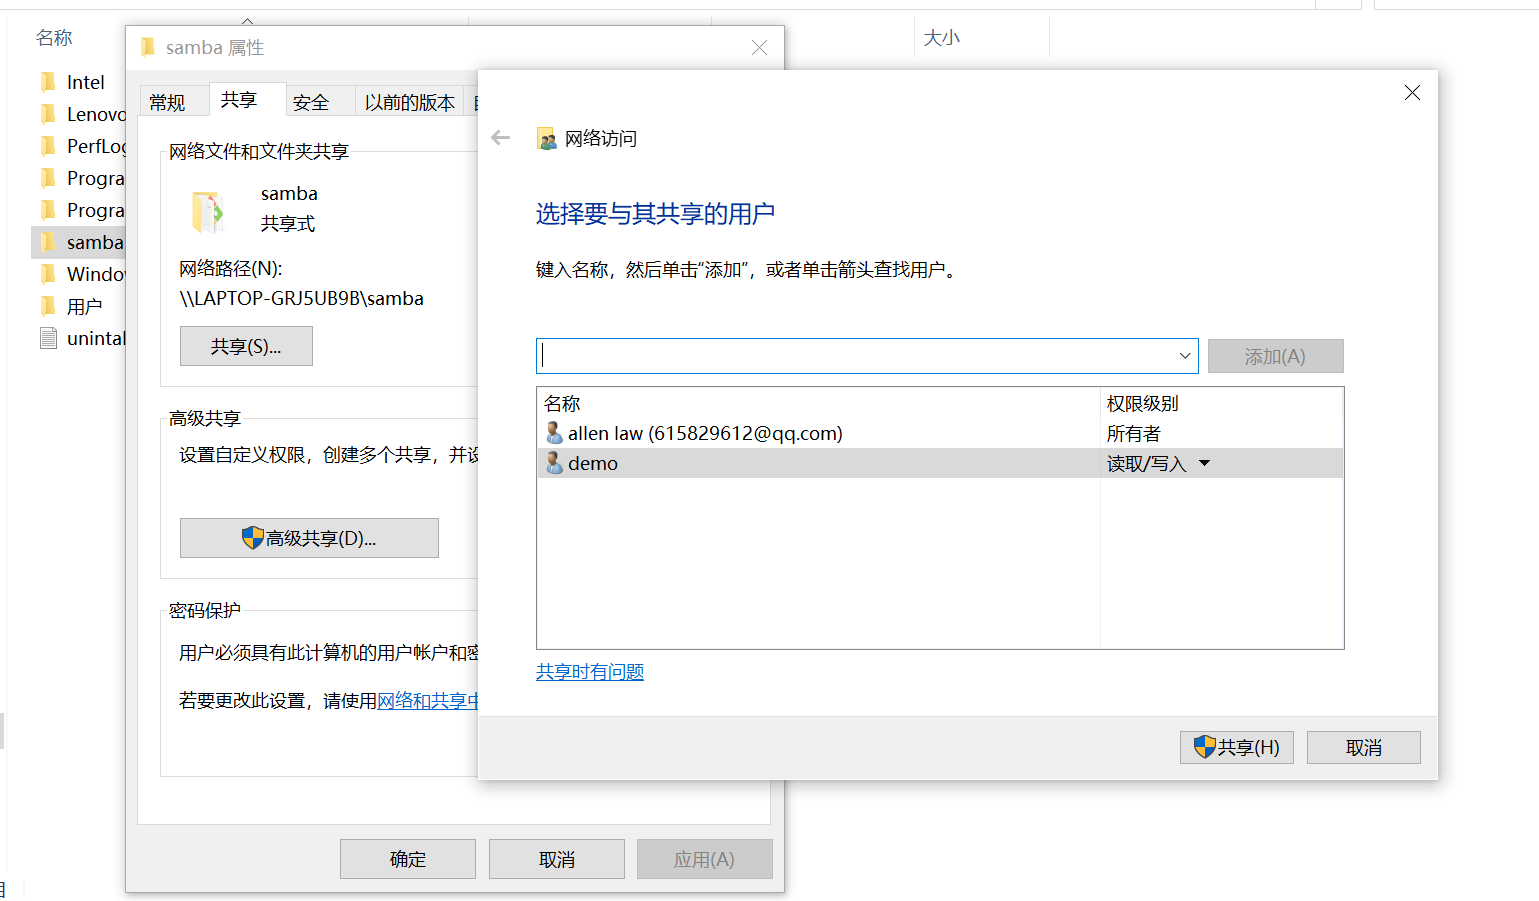 名称
大小
Intel
Lenovo
PerfLog
Progra
Progra
samba
Window
用户
unintal
samba 属性
常规
共享
安全
以前的版本
网络文件和文件夹共享
samba
共享式
网络路径(N):
\\LAPTOP-GRJ5UB9B\samba
共享(S)...
高级共享
设置自定义权限，创建多个共享，并设
高级共享(D)...
密码保护
用户必须具有此计算机的用户帐户和密
若要更改此设置，请使用网络和共享中
确定
取消
应用(A)
网络访问
选择要与其共享的用户
键入名称，然后单击“添加”，或者单击箭头查找用户。
添加(A)
名称
权限级别
allen law (615829612@qq.com)
所有者
demo
读取/写入
共享时有问题
共享(H)
取消